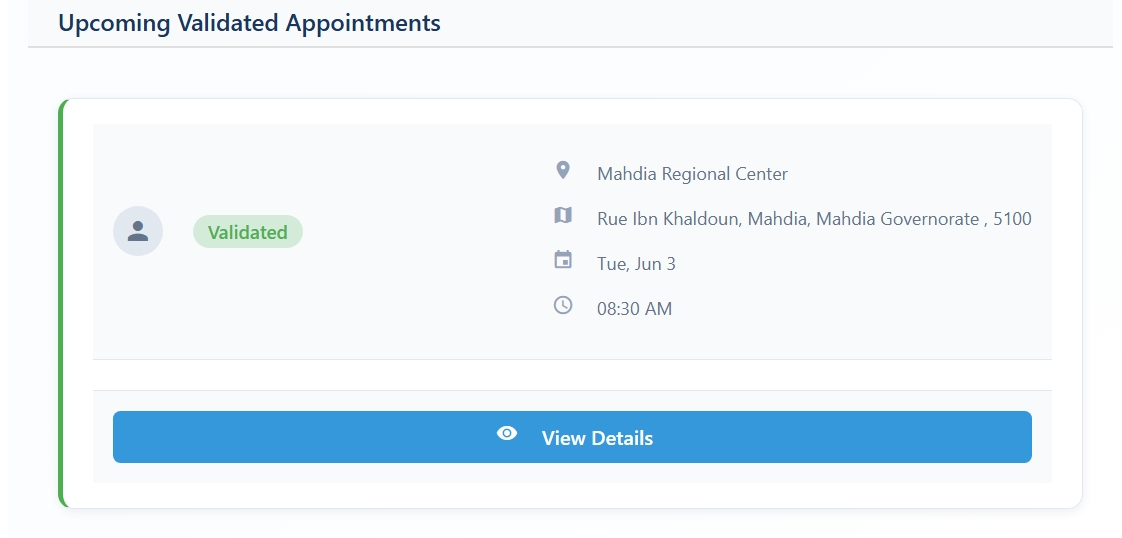 Upcoming Validated Appointments
Validated
Mahdia Regional Center
Rue Ibn Khaldoun, Mahdia, Mahdia Governorate , 5100
Tue, Jun 3
08:30 AM
View Details